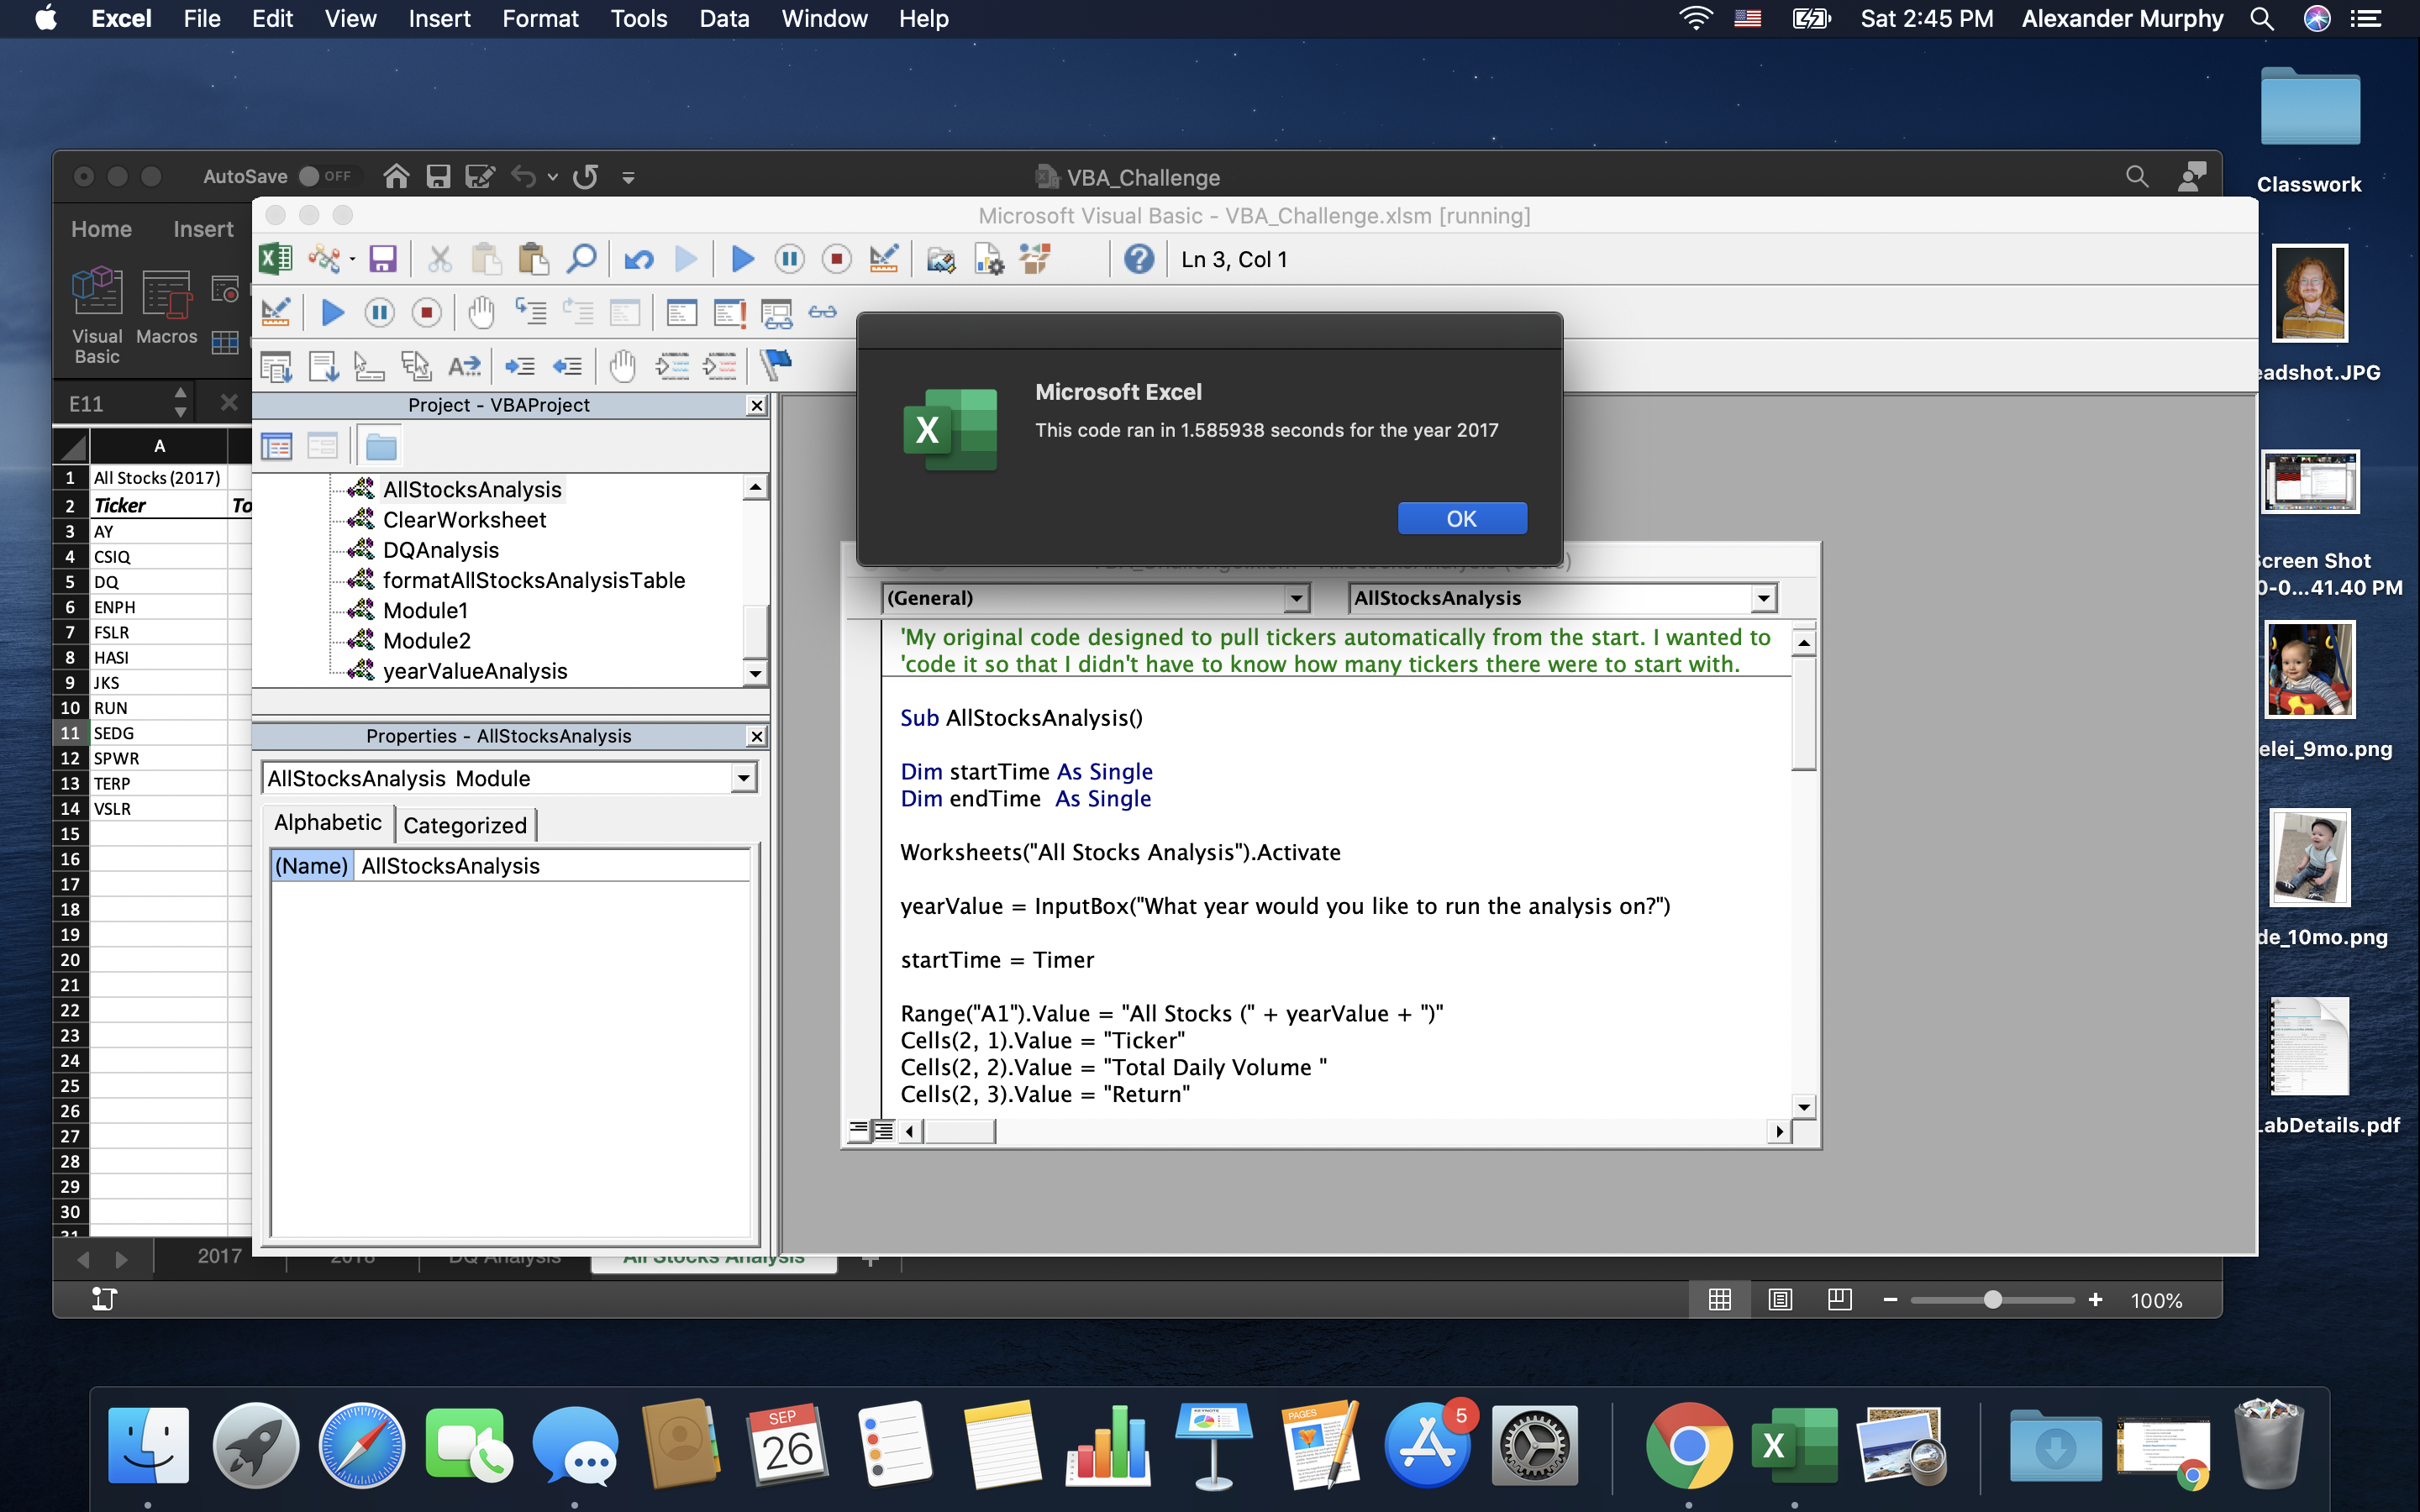 Excel File Edit View Insert Format Tools Data Window Help
Sat 2:45 PM Alexander Murphy
Classwork
AutoSave OFF
VBA_Challenge
Home Insert
Microsoft Visual Basic - VBA_Challenge.xlsm [running]
Ln 3, Col 1
Visual Basic
Macros
E11
Project - VBAProject
AllStocksAnalysis
ClearWorksheet
DQAnalysis
formatAllStocksAnalysisTable
Module1
Module2
yearValueAnalysis
Microsoft Excel
This code ran in 1.585938 seconds for the year 2017
OK
A
1 All Stocks (2017)
2 Ticker To
3 AY
4 CSIQ
5 DQ
6 ENPH
7 FSLR
8 HASI
9 JKS
10 RUN
11 SEDG
12 SPWR
13 TERP
14 VSLR
15
16
17
18
19
20
21
22
23
24
25
26
27
28
29
30
31
Properties - AllStocksAnalysis
AllStocksAnalysis Module
Alphabetic Categorized
(Name) AllStocksAnalysis
(General) AllStocksAnalysis
'My original code designed to pull tickers automatically from the start. I wanted to
'code it so that I didn't have to know how many tickers there were to start with.
Sub AllStocksAnalysis()
Dim startTime As Single
Dim endTime As Single
Worksheets("All Stocks Analysis").Activate
yearValue = InputBox("What year would you like to run the analysis on?")
startTime = Timer
Range("A1").Value = "All Stocks (" + yearValue + ")"
Cells(2, 1).Value = "Ticker"
Cells(2, 2).Value = "Total Daily Volume "
Cells(2, 3).Value = "Return"
eadshot.JPG
Screen Shot
0-0...41.40 PM
elei_9mo.png
de_10mo.png
LabDetails.pdf
2017 2018 DQ Analysis All Stocks Analysis
100%
SEP
26
PAGES
KEYNOTE
5